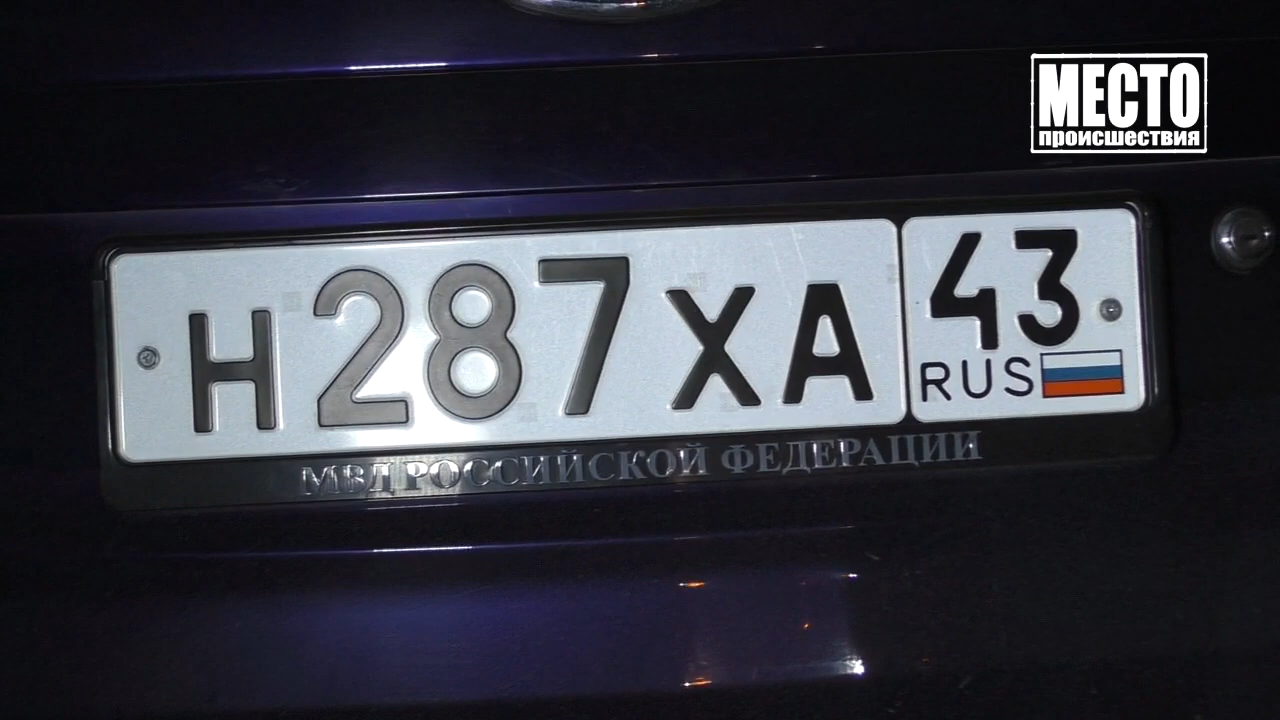 МЕСТО
ПРОИСШЕСТВИЯ
Н287ХА 43
RUS
МВД РОССИЙСКОЙ ФЕДЕРАЦИИ